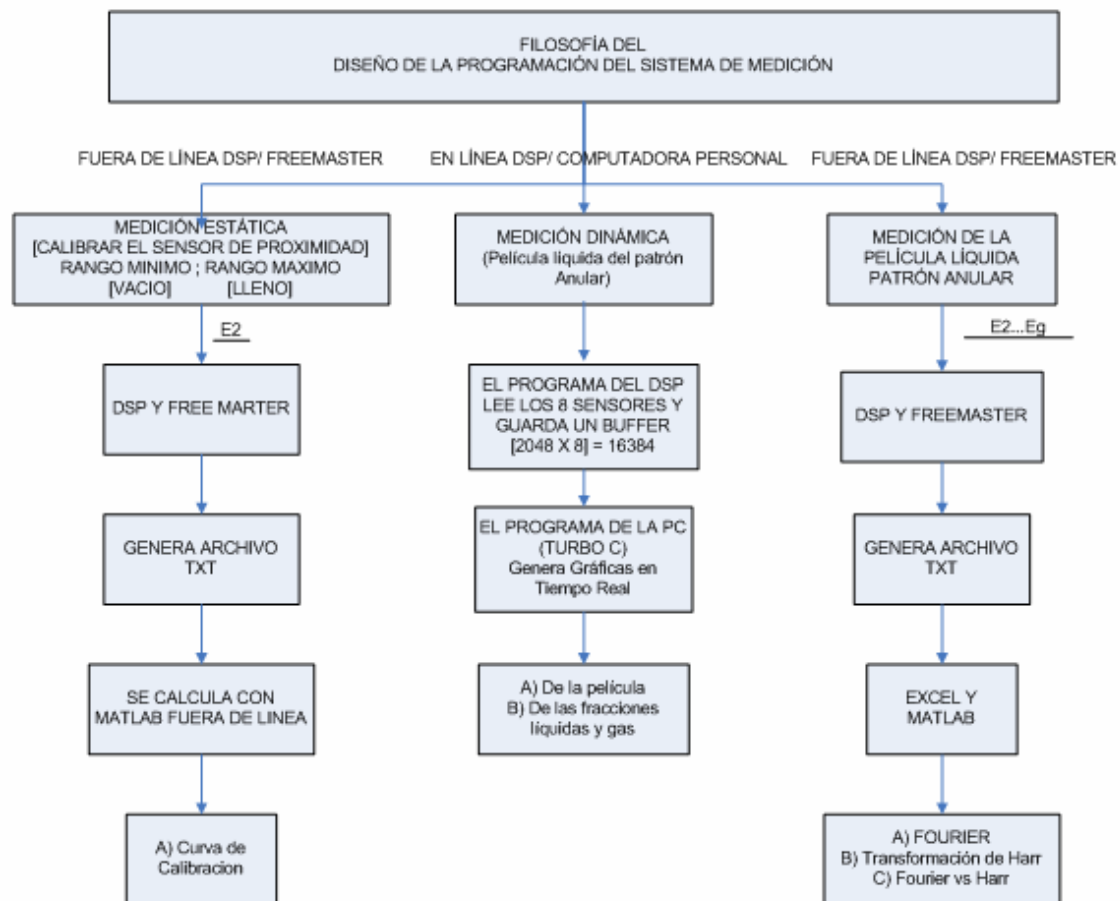 FILOSOFÍA DEL
DISEÑO DE LA PROGRAMACIÓN DEL SISTEMA DE MEDICIÓN
FUERA DE LÍNEA DSP/ FREEMASTER
EN LÍNEA DSP/ COMPUTADORA PERSONAL
FUERA DE LÍNEA DSP/ FREEMASTER
MEDICIÓN ESTÁTICA
[CALIBRAR EL SENSOR DE PROXIMIDAD]
RANGO MINIMO ; RANGO MAXIMO
[VACIO] [LLENO]
E2
DSP Y FREE MARTER
GENERA ARCHIVO
TXT
SE CALCULA CON
MATLAB FUERA DE LINEA
A) Curva de
Calibracion
MEDICIÓN DINÁMICA
(Película líquida del patrón
Anular)
EL PROGRAMA DEL DSP
LEE LOS 8 SENSORES Y
GUARDA UN BUFFER
[2048 X 8] = 16384
EL PROGRAMA DE LA PC
(TURBO C)
Genera Gráficas en
Tiempo Real
A) De la película
B) De las fracciones
líquidas y gas
MEDICIÓN DE LA
PELÍCULA LÍQUIDA
PATRÓN ANULAR
E2...Eg
DSP Y FREEMASTER
GENERA ARCHIVO
TXT
EXCEL Y
MATLAB
A) FOURIER
B) Transformación de Harr
C) Fourier vs Harr